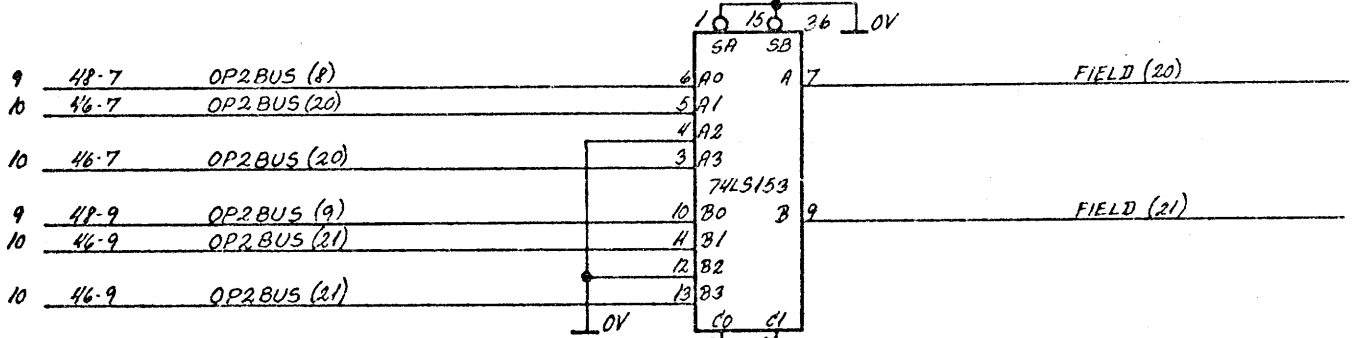 1 15 36 0V
SA SB
9 48-7 OP2BUS (8) 6 A0 A 7 FIELD (20)
10 46-7 OP2BUS (20) 5 A1
4 A2
10 46-7 OP2BUS (20) 3 A3
74LS153
9 48-9 OP2BUS (9) 10 B0 B 9 FIELD (21)
10 46-9 OP2BUS (21) 11 B1
12 B2
10 46-9 OP2BUS (21) 13 B3
0V C0 C1